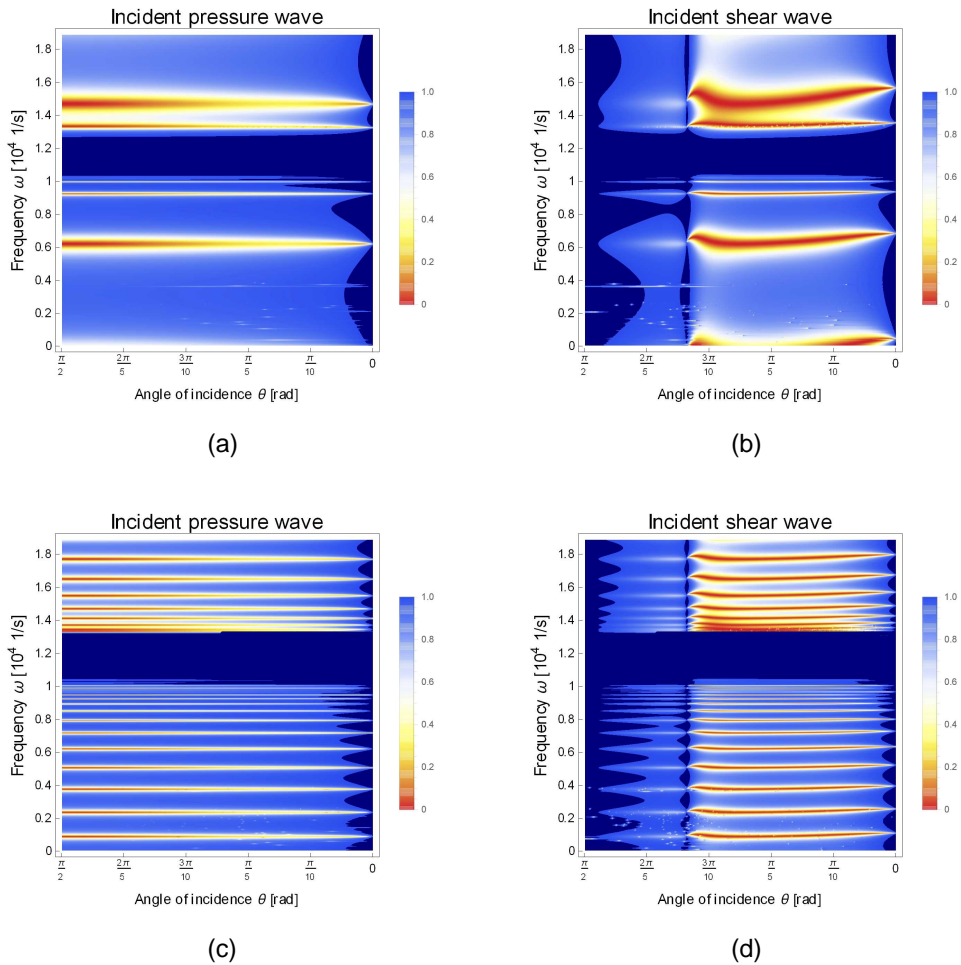 Incident pressure wave
Frequency ω [10⁴ 1/s]
1.8
1.6
1.4
1.2
1
0.8
0.6
0.4
0.2
0
π/2
2π/5
3π/10
π/5
π/10
0
Angle of incidence θ [rad]
1.0
0.8
0.6
0.4
0.2
0
(a)
Incident shear wave
Frequency ω [10⁴ 1/s]
1.8
1.6
1.4
1.2
1
0.8
0.6
0.4
0.2
0
π/2
2π/5
3π/10
π/5
π/10
0
Angle of incidence θ [rad]
1.0
0.8
0.6
0.4
0.2
0
(b)
Incident pressure wave
Frequency ω [10⁴ 1/s]
1.8
1.6
1.4
1.2
1
0.8
0.6
0.4
0.2
0
π/2
2π/5
3π/10
π/5
π/10
0
Angle of incidence θ [rad]
1.0
0.8
0.6
0.4
0.2
0
(c)
Incident shear wave
Frequency ω [10⁴ 1/s]
1.8
1.6
1.4
1.2
1
0.8
0.6
0.4
0.2
0
π/2
2π/5
3π/10
π/5
π/10
0
Angle of incidence θ [rad]
1.0
0.8
0.6
0.4
0.2
0
(d)